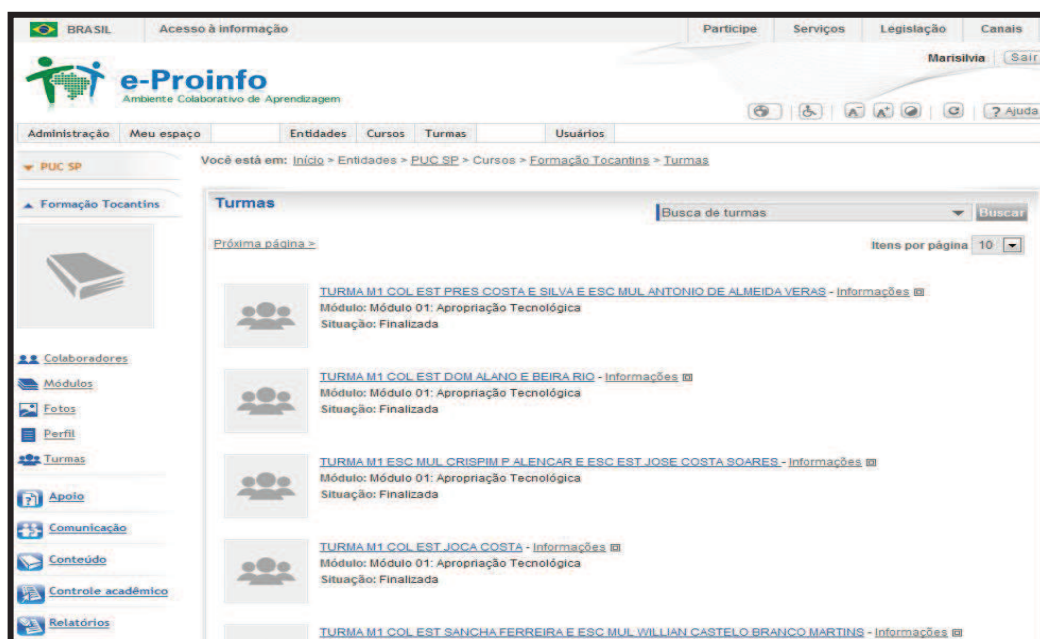 BRASIL Acesso à informação Participe Serviços Legislação Canais
Marisilvia Sair
e-Proinfo
Ambiente Colaborativo de Aprendizagem
A- A+ ? Ajuda
Administração Meu espaço Entidades Cursos Turmas Usuários
Você está em: Início > Entidades > PUC SP > Cursos > Formação Tocantins > Turmas
PUC SP
Formação Tocantins
Turmas
Busca de turmas Buscar
Próxima página >
Itens por página 10
TURMA M1 COL EST PRES COSTA E SILVA E ESC MUL ANTONIO DE ALMEIDA VERAS - Informações
Módulo: Módulo 01: Apropriação Tecnológica
Situação: Finalizada
Colaboradores
Módulos
Fotos
Perfil
Turmas
Apoio
Comunicação
Conteúdo
Controle acadêmico
Relatórios
TURMA M1 COL EST DOM ALANO E BEIRA RIO - Informações
Módulo: Módulo 01: Apropriação Tecnológica
Situação: Finalizada
TURMA M1 ESC MUL CRISPIM P ALENCAR E ESC EST JOSE COSTA SOARES - Informações
Módulo: Módulo 01: Apropriação Tecnológica
Situação: Finalizada
TURMA M1 COL EST JOCA COSTA - Informações
Módulo: Módulo 01: Apropriação Tecnológica
Situação: Finalizada
TURMA M1 COL EST SANCHA FERREIRA E ESC MUL WILLIAN CASTELO BRANCO MARTINS - Informações